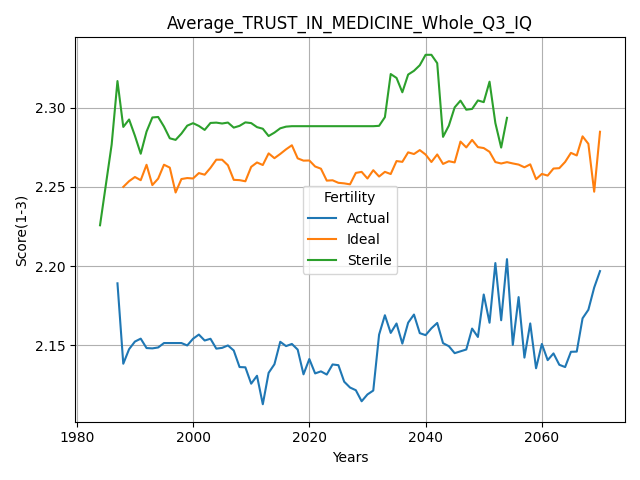 Average_TRUST_IN_MEDICINE_Whole_Q3_IQ
Score(1-3)
2.30
2.25
2.20
2.15
Fertility
Actual
Ideal
Sterile
1980 2000 2020 2040 2060
Years